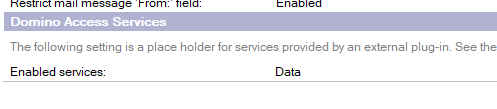 Restrict mail message 'From:' field: Enabled
Domino Access Services
The following setting is a place holder for services provided by an external plug-in. See the
Enabled services: Data